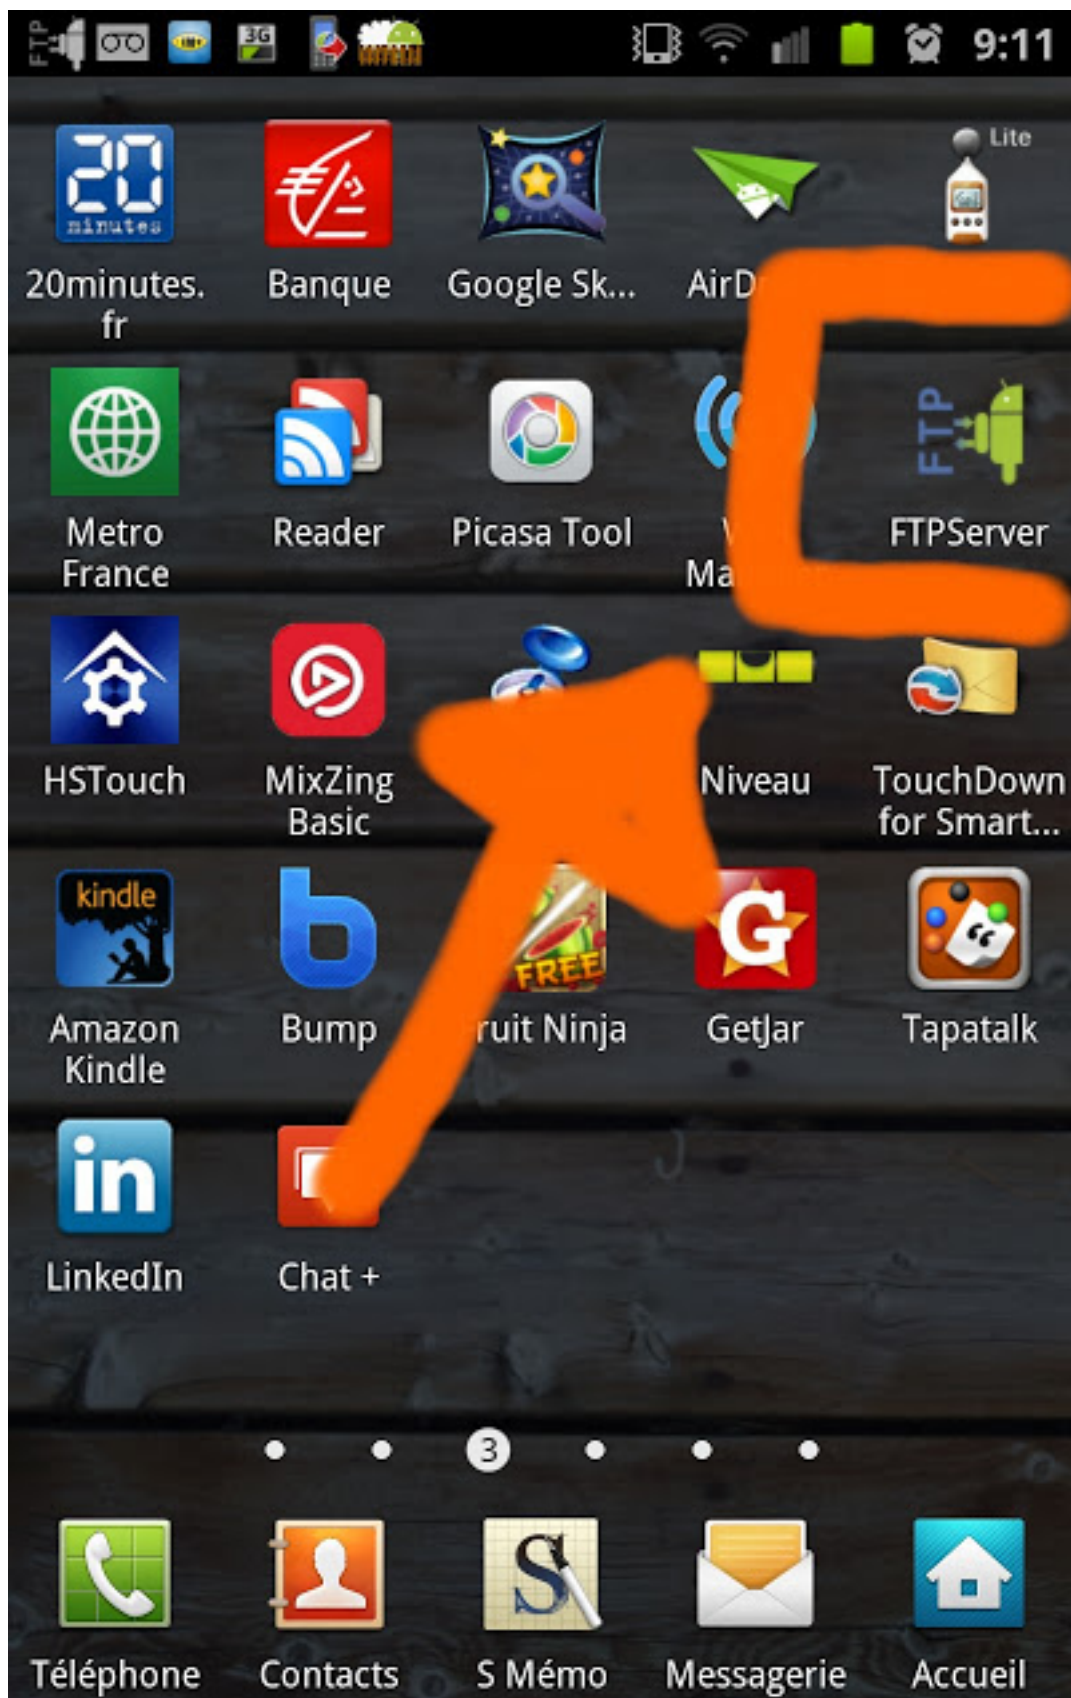 FTP 3G 9:11
20 minutes Lite
20minutes. Banque Google Sk...
fr
FTP
Metro Reader Picasa Tool FTPServer
France
HSTouch MixZing Niveau TouchDown
Basic for Smart...
kindle b FREE G
Amazon Bump GetJar Tapatalk
Kindle
in
LinkedIn Chat +
3
S
Téléphone Contacts S Mémo Messagerie Accueil